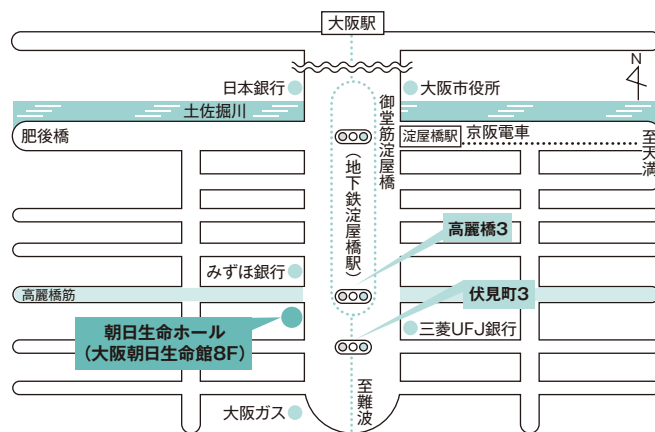 大阪駅
N
日本銀行
大阪市役所
土佐堀川
御堂筋淀屋橋
肥後橋
淀屋橋駅
京阪電車
至天満
（地下鉄淀屋橋駅）
高麗橋3
みずほ銀行
高麗橋筋
伏見町3
朝日生命ホール
（大阪朝日生命館8F）
三菱UFJ銀行
至難波
大阪ガス